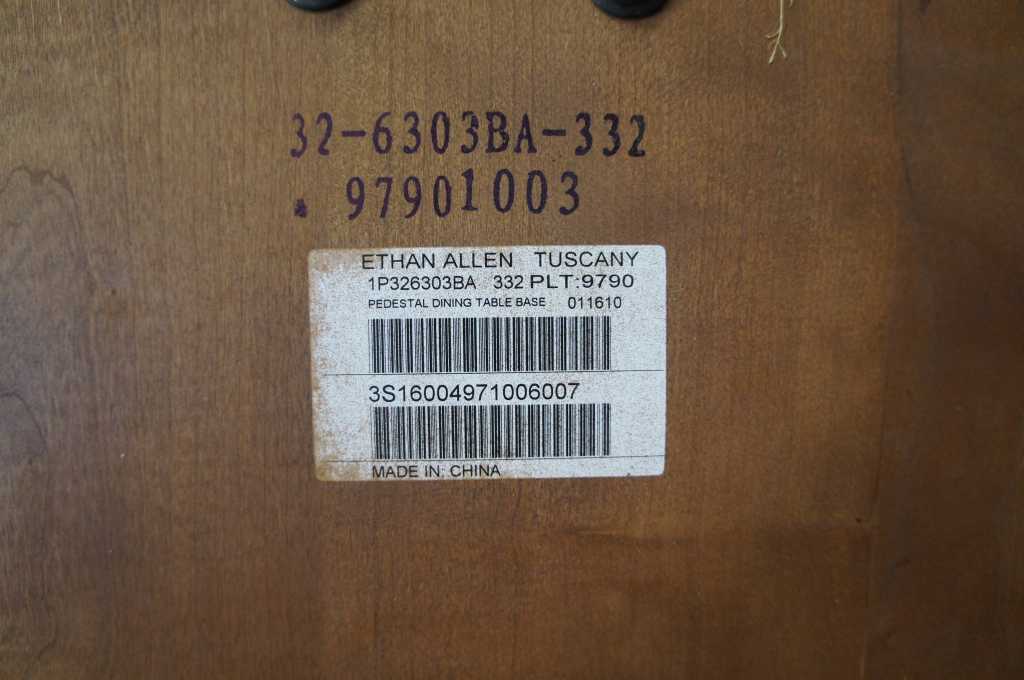 32-6303BA-332
. 97901003
ETHAN ALLEN TUSCANY
1P326303BA 332 PLT:9790
PEDESTAL DINING TABLE BASE 011610
3S16004971006007
MADE IN: CHINA